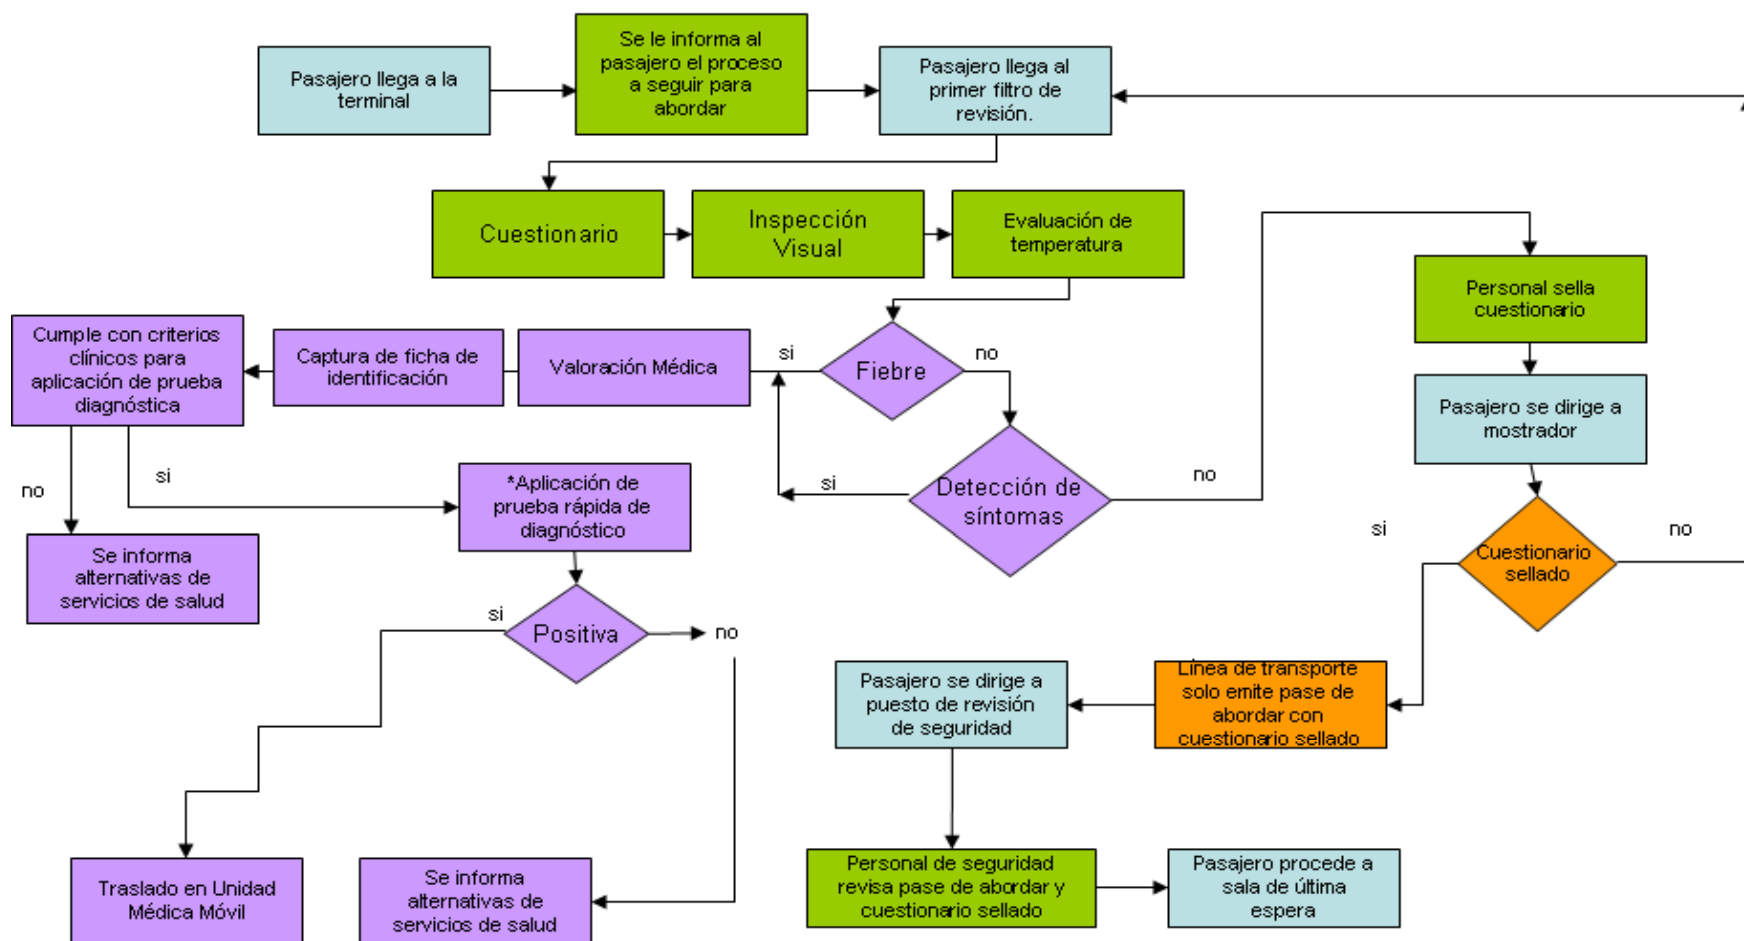 Pasajero llega a la
terminal
Se le informa al
pasajero el proceso
a seguir para
abordar
Pasajero llega al
primer filtro de
revisión.
Cuestionario
Inspección
Visual
Evaluación de
temperatura
Fiebre
si
no
Valoración Médica
Captura de ficha de
identificación
Cumple con criterios
clínicos para
aplicación de prueba
diagnóstica
no
si
Se informa
alternativas de
servicios de salud
*Aplicación de
prueba rápida de
diagnóstico
Positiva
si
no
Traslado en Unidad
Médica Móvil
Se informa
alternativas de
servicios de salud
Detección de
síntomas
si
no
Personal sella
cuestionario
Pasajero se dirige a
mostrador
Cuestionario
sellado
si
no
Línea de transporte
solo emite pase de
abordar con
cuestionario sellado
Pasajero se dirige a
puesto de revisión
de seguridad
Personal de seguridad
revisa pase de abordar y
cuestionario sellado
Pasajero procede a
sala de última
espera